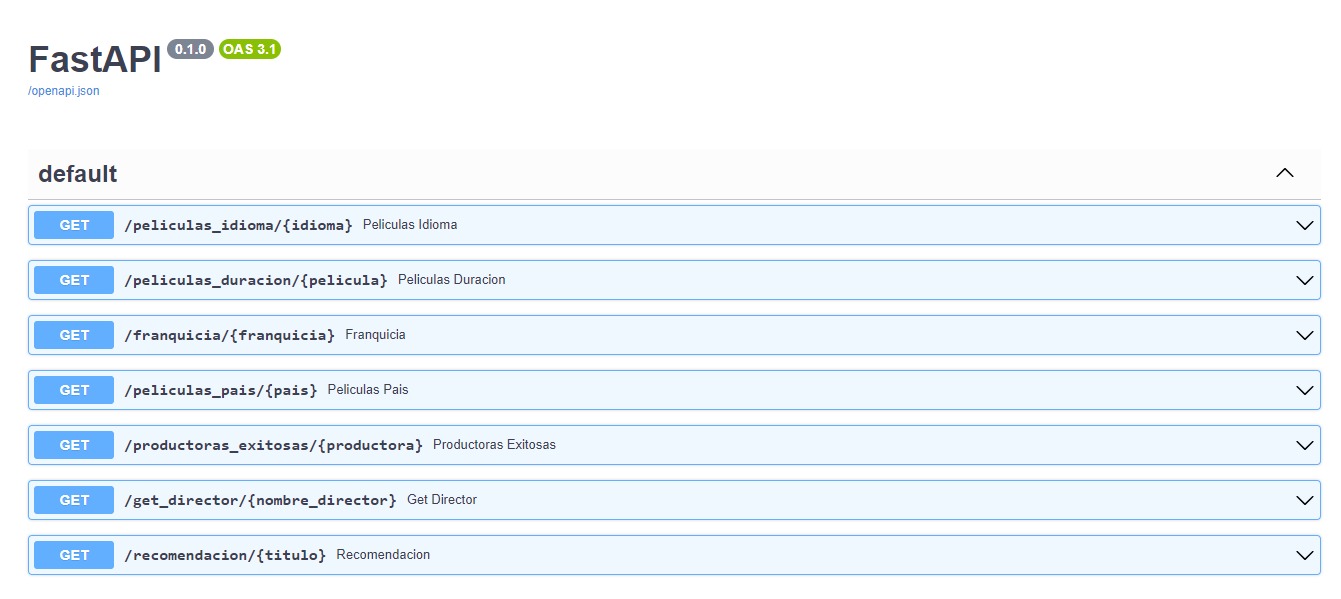 FastAPI 0.1.0 OAS 3.1
/openapi.json
default
GET /peliculas_idioma/{idioma} Peliculas Idioma
GET /peliculas_duracion/{pelicula} Peliculas Duracion
GET /franquicia/{franquicia} Franquicia
GET /peliculas_pais/{pais} Peliculas Pais
GET /productoras_exitosas/{productora} Productoras Exitosas
GET /get_director/{nombre_director} Get Director
GET /recomendacion/{titulo} Recomendacion